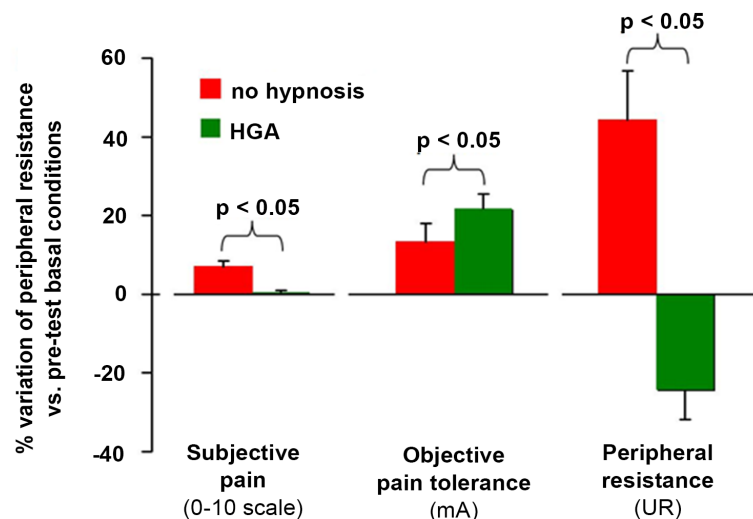 p < 0.05
60
no hypnosis
HGA
40
p < 0.05
p < 0.05
20
0
-20
-40
% variation of peripheral resistance
vs. pre-test basal conditions
Subjective
pain
(0-10 scale)
Objective
pain tolerance
(mA)
Peripheral
resistance
(UR)